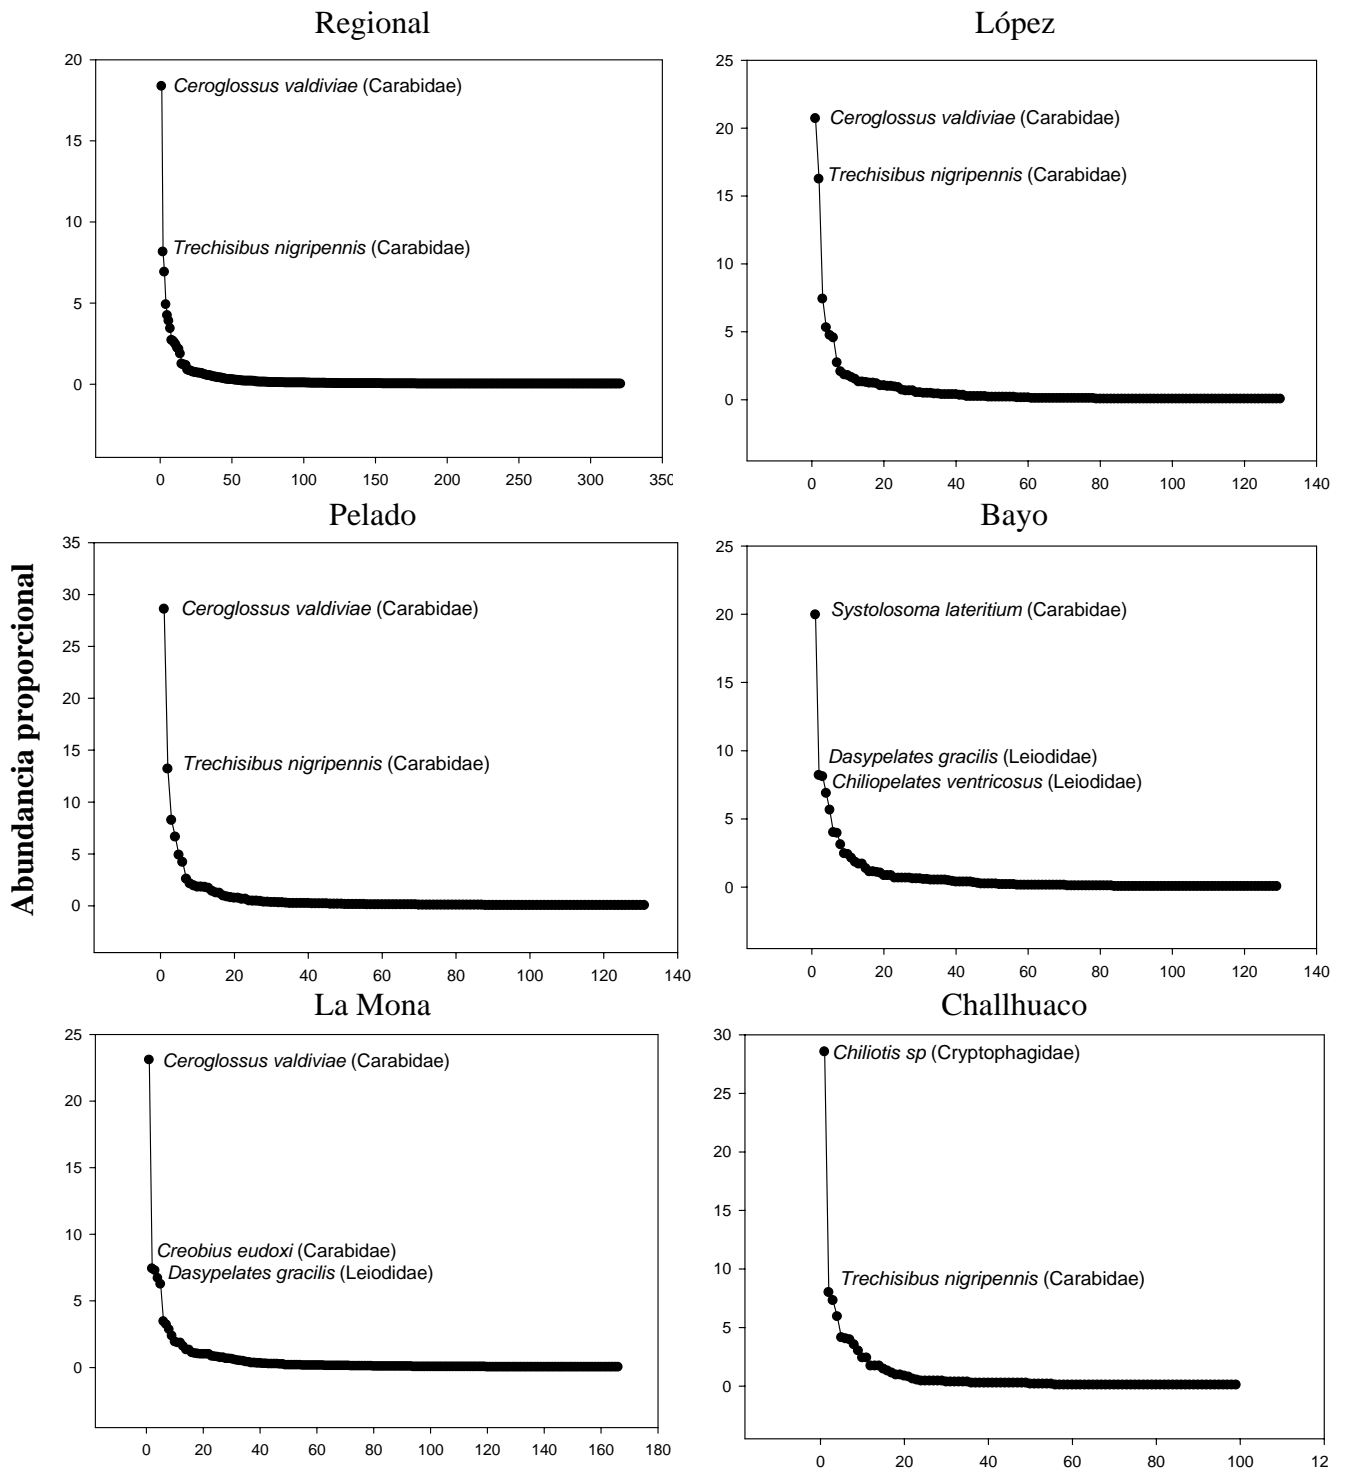 Regional
20
15
10
5
0
Ceroglossus valdiviae (Carabidae)
Trechisibus nigripennis (Carabidae)
0 50 100 150 200 250 300 350
López
25
20
15
10
5
0
Ceroglossus valdiviae (Carabidae)
Trechisibus nigripennis (Carabidae)
0 20 40 60 80 100 120 140
Abundancia proporcional
Pelado
35
30
25
20
15
10
5
0
Ceroglossus valdiviae (Carabidae)
Trechisibus nigripennis (Carabidae)
0 20 40 60 80 100 120 140
Bayo
25
20
15
10
5
0
Systolosoma lateritium (Carabidae)
Dasypelates gracilis (Leiodidae)
Chiliopelates ventricosus (Leiodidae)
0 20 40 60 80 100 120 140
La Mona
25
20
15
10
5
0
Ceroglossus valdiviae (Carabidae)
Creobius eudoxi (Carabidae)
Dasypelates gracilis (Leiodidae)
0 20 40 60 80 100 120 140 160 180
Challhuaco
30
25
20
15
10
5
0
Chiliotis sp (Cryptophagidae)
Trechisibus nigripennis (Carabidae)
0 20 40 60 80 100 12